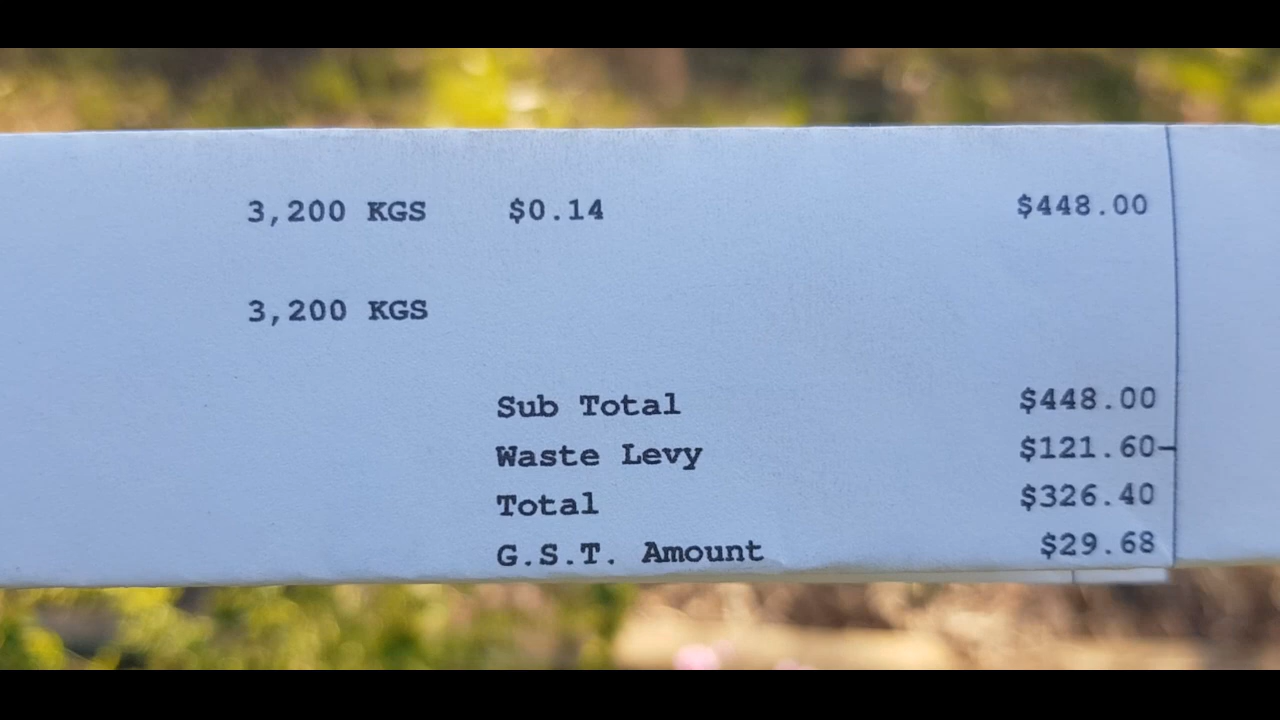 3,200 KGS $0.14 $448.00
3,200 KGS
Sub Total $448.00
Waste Levy $121.60-
Total $326.40
G.S.T. Amount $29.68